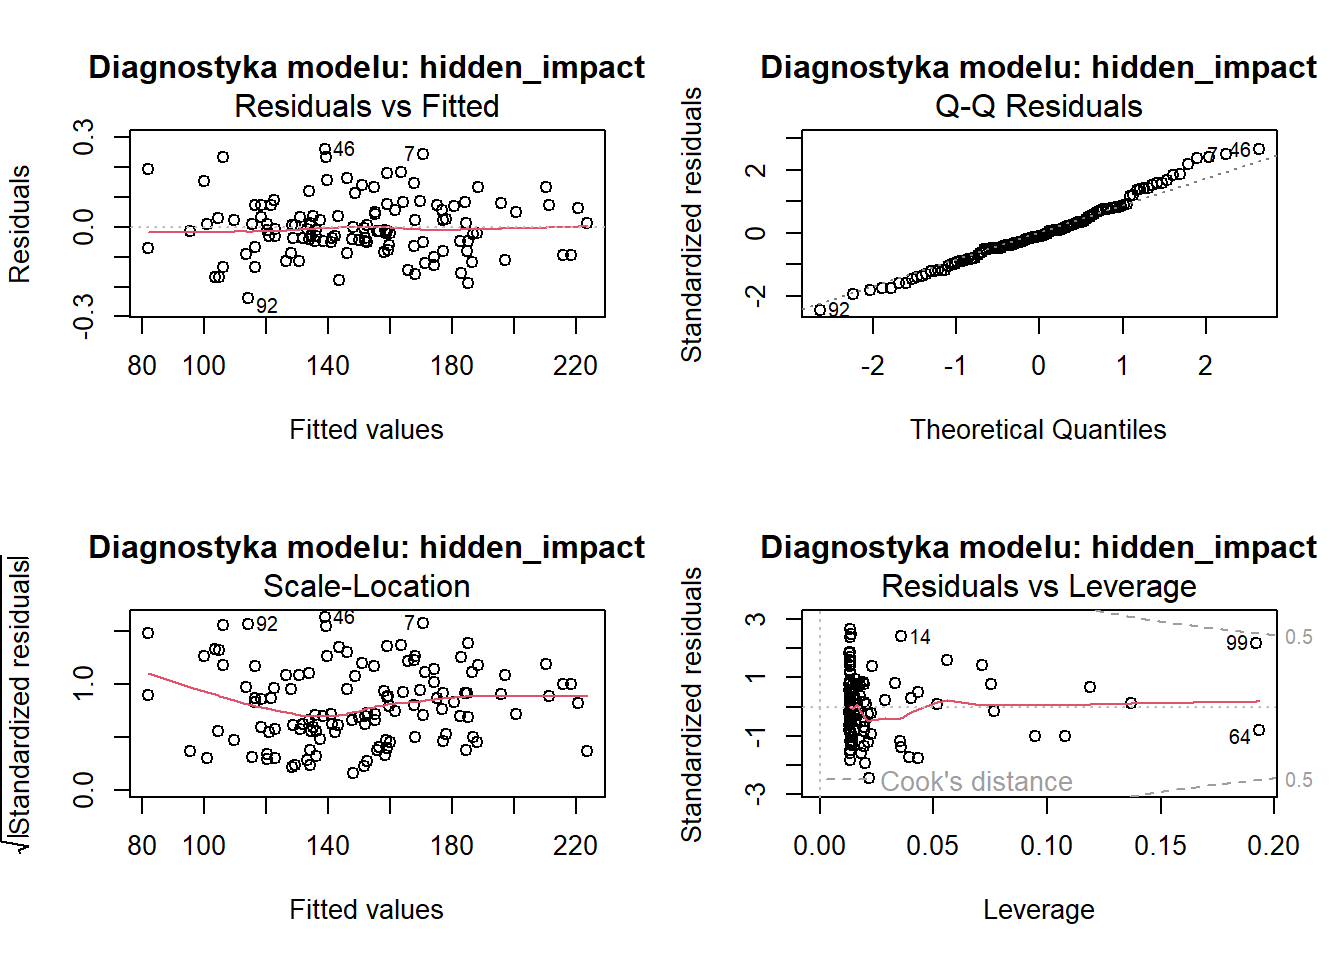 Diagnostyka modelu: hidden_impact
Residuals vs Fitted
Residuals
0.3
0.0
-0.3
46
7
92
80 100 140 180 220
Fitted values
Diagnostyka modelu: hidden_impact
Q-Q Residuals
Standardized residuals
2
0
-2
7 46
92
-2 -1 0 1 2
Theoretical Quantiles
Diagnostyka modelu: hidden_impact
Scale-Location
√|Standardized residuals|
1.0
0.0
92
46
7
80 100 140 180 220
Fitted values
Diagnostyka modelu: hidden_impact
Residuals vs Leverage
Standardized residuals
3
1
-1
-3
14
99
64
0.5
0.5
Cook's distance
0.00 0.05 0.10 0.15 0.20
Leverage